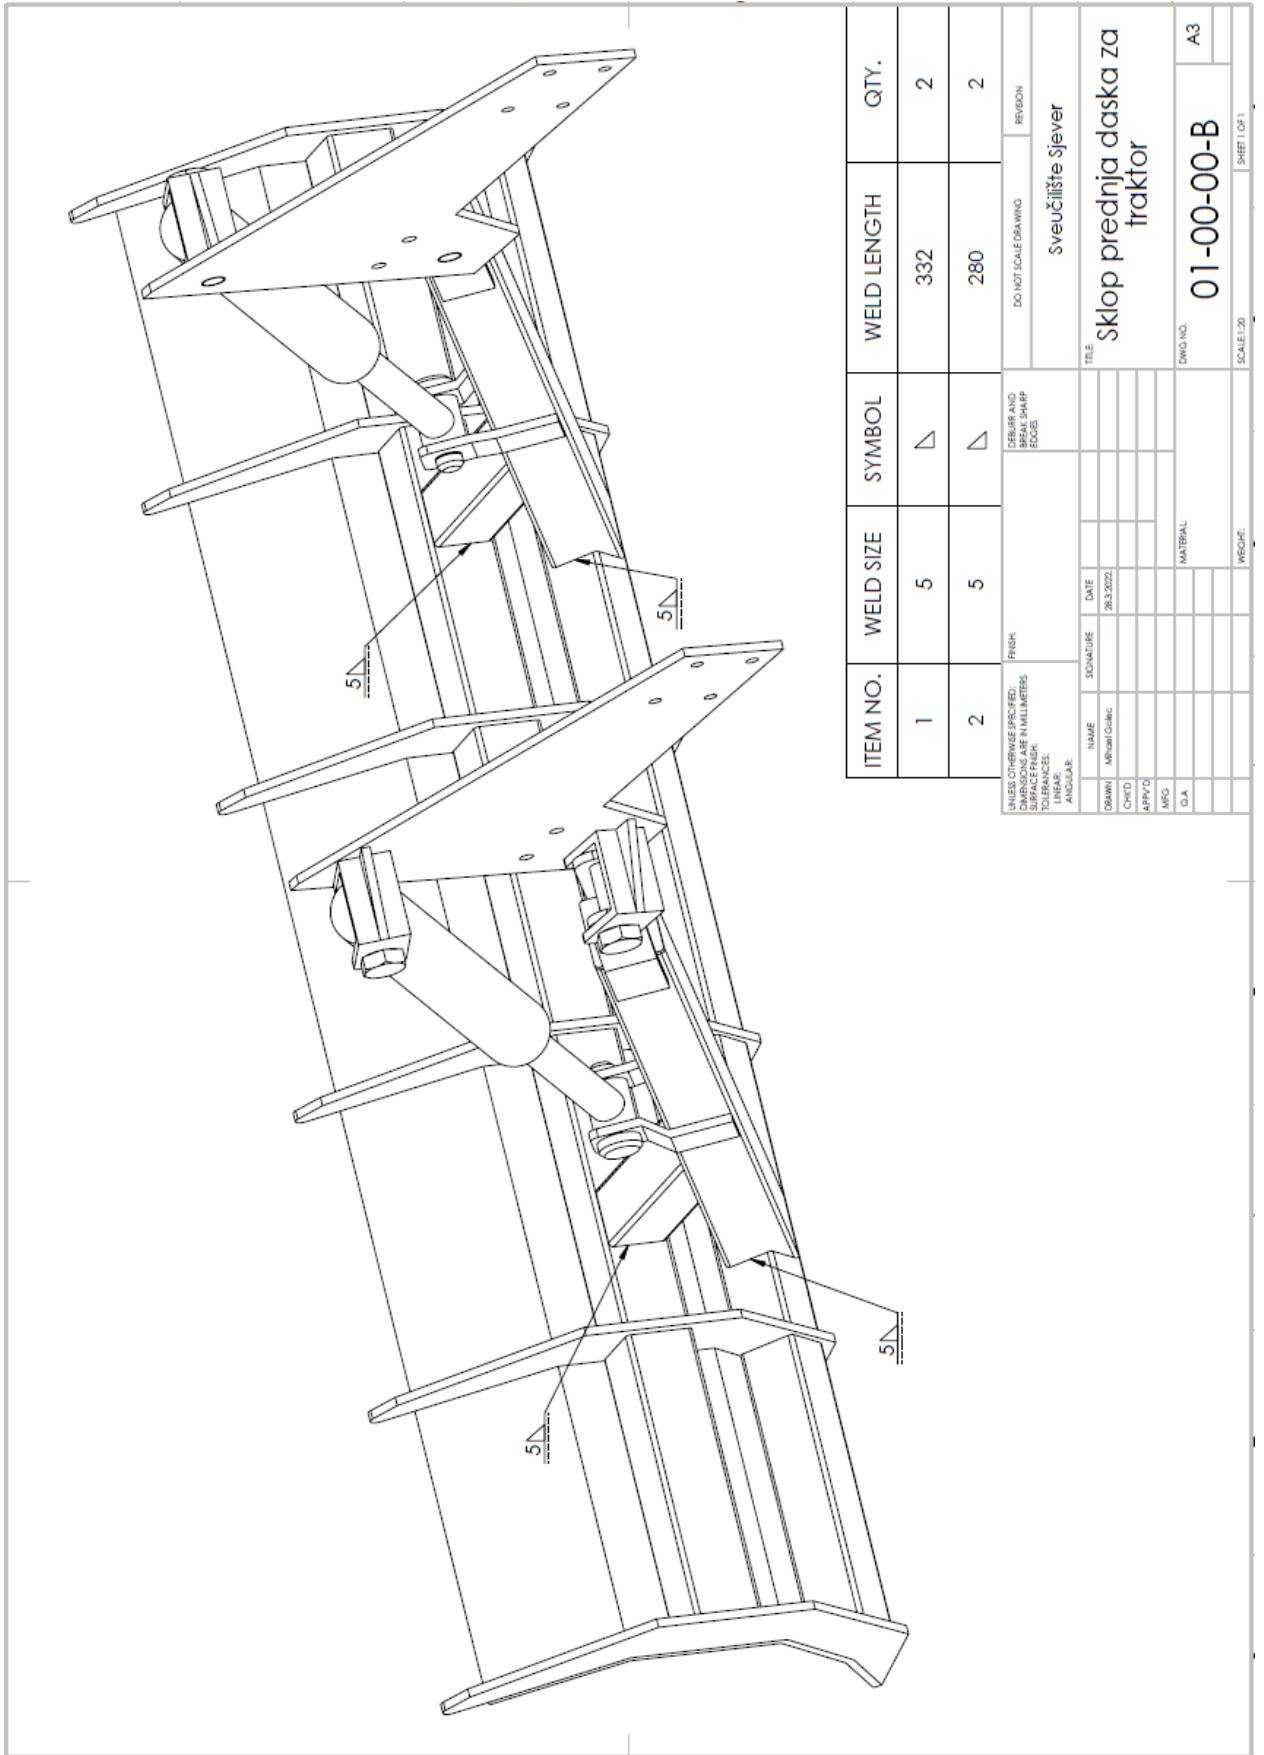 5
5
5
5
ITEM NO. WELD SIZE SYMBOL WELD LENGTH QTY.
1 5 332 2
2 5 280 2
UNLESS OTHERWISE SPECIFIED:
DIMENSIONS ARE IN MILLIMETERS
SURFACE FINISH:
TOLERANCES:
LINEAR:
ANGULAR:
FINISH:
DEBURR AND
BREAK SHARP
EDGES
DO NOT SCALE DRAWING
REVISION
Sveučilište Sjever
NAME SIGNATURE DATE
DRAWN Mihael Golec 28.3.2022.
CHK'D
APPV'D
MFG
Q.A
TITLE:
Sklop prednja daska za
traktor
MATERIAL:
DWG NO.
01-00-00-B
A3
WEIGHT:
SCALE:1:20
SHEET 1 OF 1